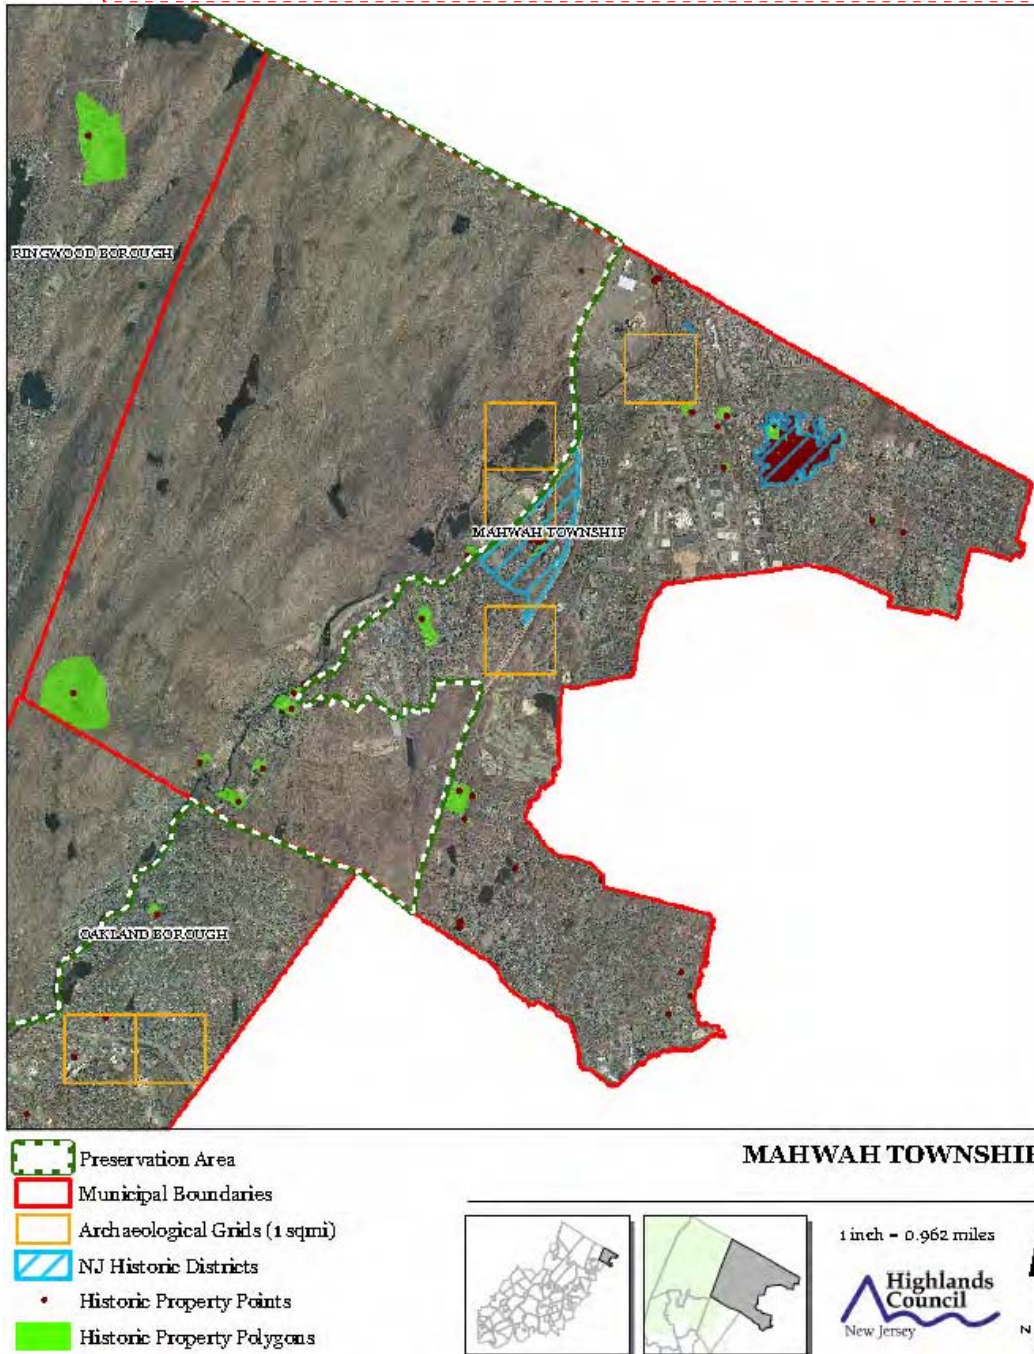 RINGWOOD BOROUGH
MAHWAH TOWNSHIP
OAKLAND BOROUGH
Preservation Area
Municipal Boundaries
Archaeological Grids (1 sqmi)
NJ Historic Districts
Historic Property Points
Historic Property Polygons
MAHWAH TOWNSHIP
1 inch = 0.962 miles
Highlands
Council
New Jersey
N